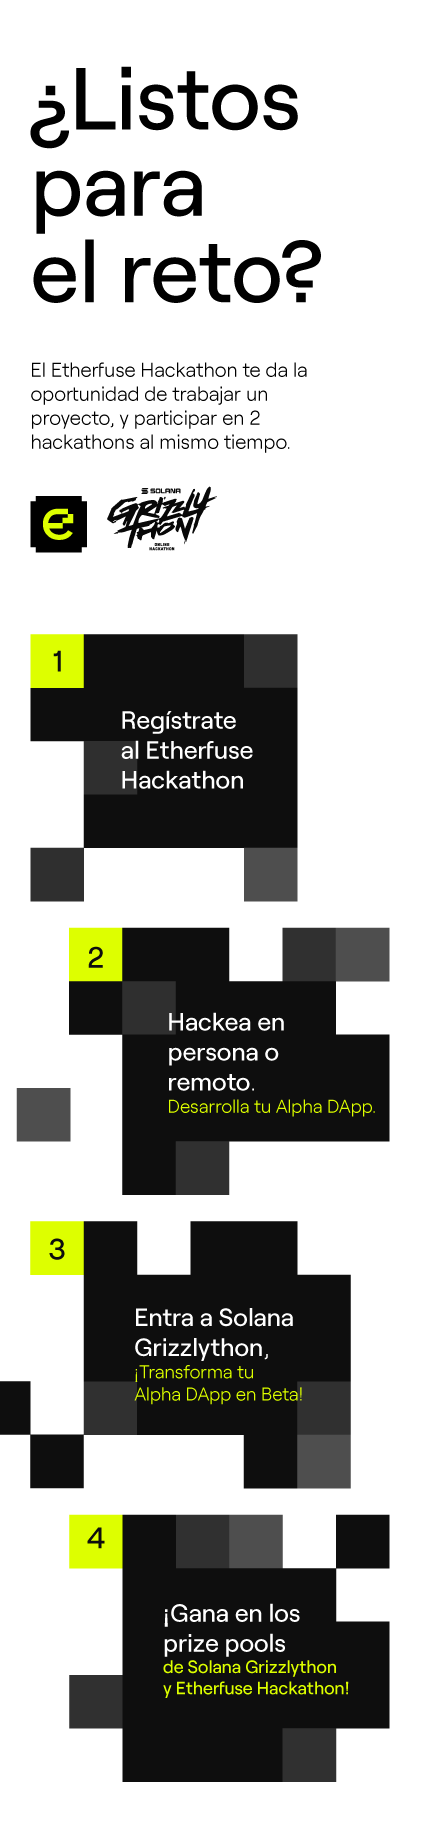 ¿Listos
para
el reto?
El Etherfuse Hackathon te da la
oportunidad de trabajar un
proyecto, y participar en 2
hackathons al mismo tiempo.
e
SOLANA
GRIZZLY
THON
ONLINE
HACKATHON
1
Regístrate
al Etherfuse
Hackathon
2
Hackea en
persona o
remoto.
Desarrolla tu Alpha DApp.
3
Entra a Solana
Grizzlython,
¡Transforma tu
Alpha DApp en Beta!
4
¡Gana en los
prize pools
de Solana Grizzlython
y Etherfuse Hackathon!